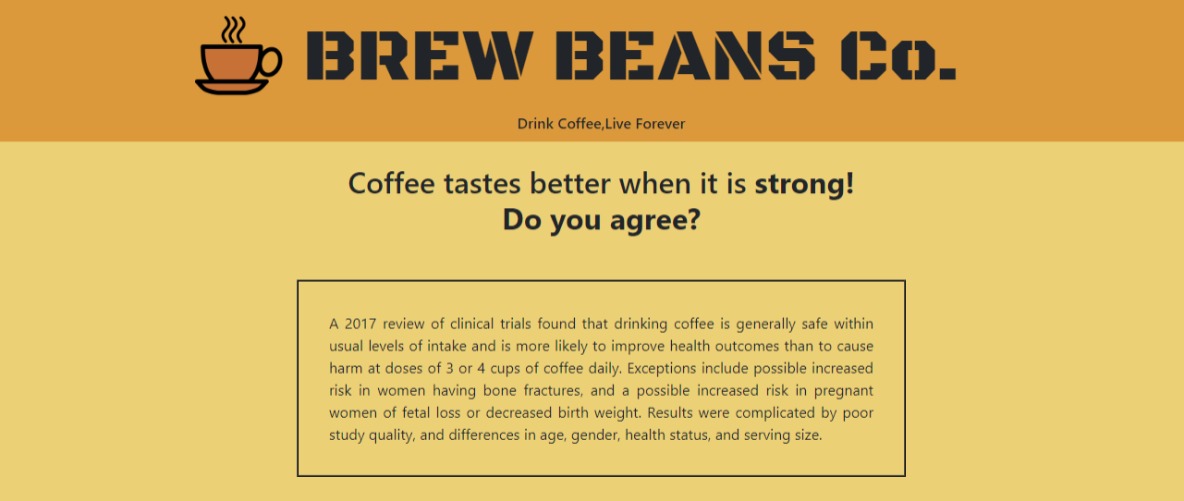 BREW BEANS Co.
Drink Coffee,Live Forever
Coffee tastes better when it is strong!
Do you agree?
A 2017 review of clinical trials found that drinking coffee is generally safe within
usual levels of intake and is more likely to improve health outcomes than to cause
harm at doses of 3 or 4 cups of coffee daily. Exceptions include possible increased
risk in women having bone fractures, and a possible increased risk in pregnant
women of fetal loss or decreased birth weight. Results were complicated by poor
study quality, and differences in age, gender, health status, and serving size.